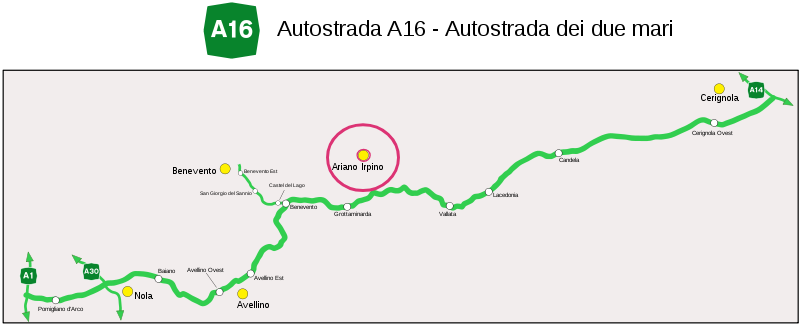 A16 Autostrada A16 - Autostrada dei due mari
A14
Cerignola
Cerignola Ovest
Candela
Ariano Irpino
Benevento
Benevento Est
Castel del Lago
San Giorgio del Sannio
Lacedonia
Benevento
Grottaminarda
Vallata
A1
A30
Baiano
Avellino Ovest
Avellino Est
Nola
Avellino
Pomigliano d'Arco